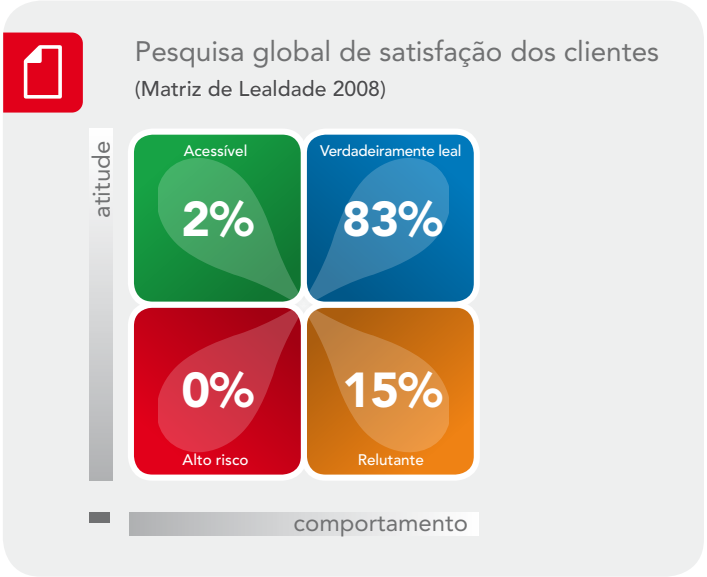 Pesquisa global de satisfação dos clientes
(Matriz de Lealdade 2008)
atitude
Acessível
2%
Verdadeiramente leal
83%
0%
Alto risco
15%
Relutante
comportamento